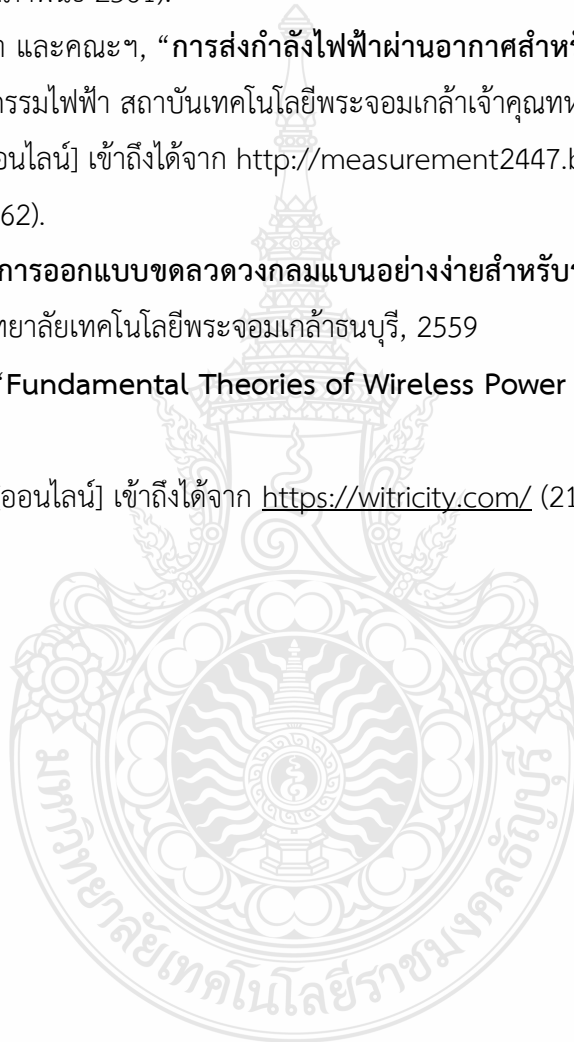 และคณะฯ, “การส่งกำลังไฟฟ้าผ่านอากาศสำหรั
กรรมไฟฟ้า สถาบันเทคโนโลยีพระจอมเกล้าเจ้าคุณทห
อนไลน์] เข้าถึงได้จาก http://measurement2447.b
62).
การออกแบบขดลวดวงกลมแบนอย่างง่ายสำหรับ
ทยาลัยเทคโนโลยีพระจอมเกล้าธนบุรี, 2559
“Fundamental Theories of Wireless Power
ออนไลน์] เข้าถึงได้จาก https://witricity.com/ (21
มหาวิทยาลัยเทคโนโลยีราชมงคลธัญบุรี